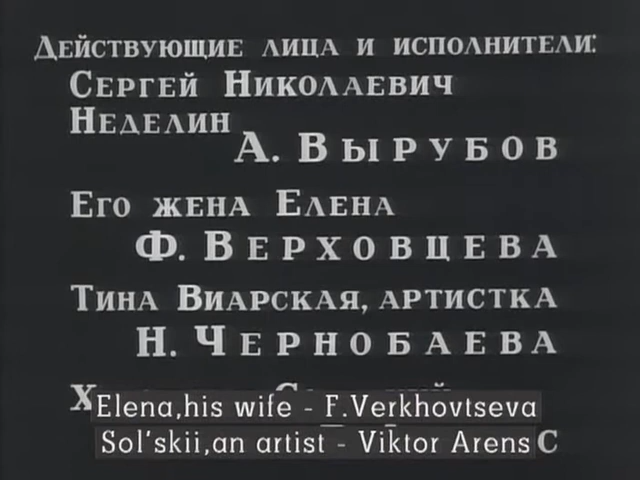 Действующие лица и исполнители:
Сергей Николаевич
Неделин
А. Вырубов
Его жена Елена
Ф. Верховцева
Тина Виарская, артистка
Н. Чернобаева
Elena,his wife - F.Verkhovtseva
Sol'skii,an artist - Viktor Arens